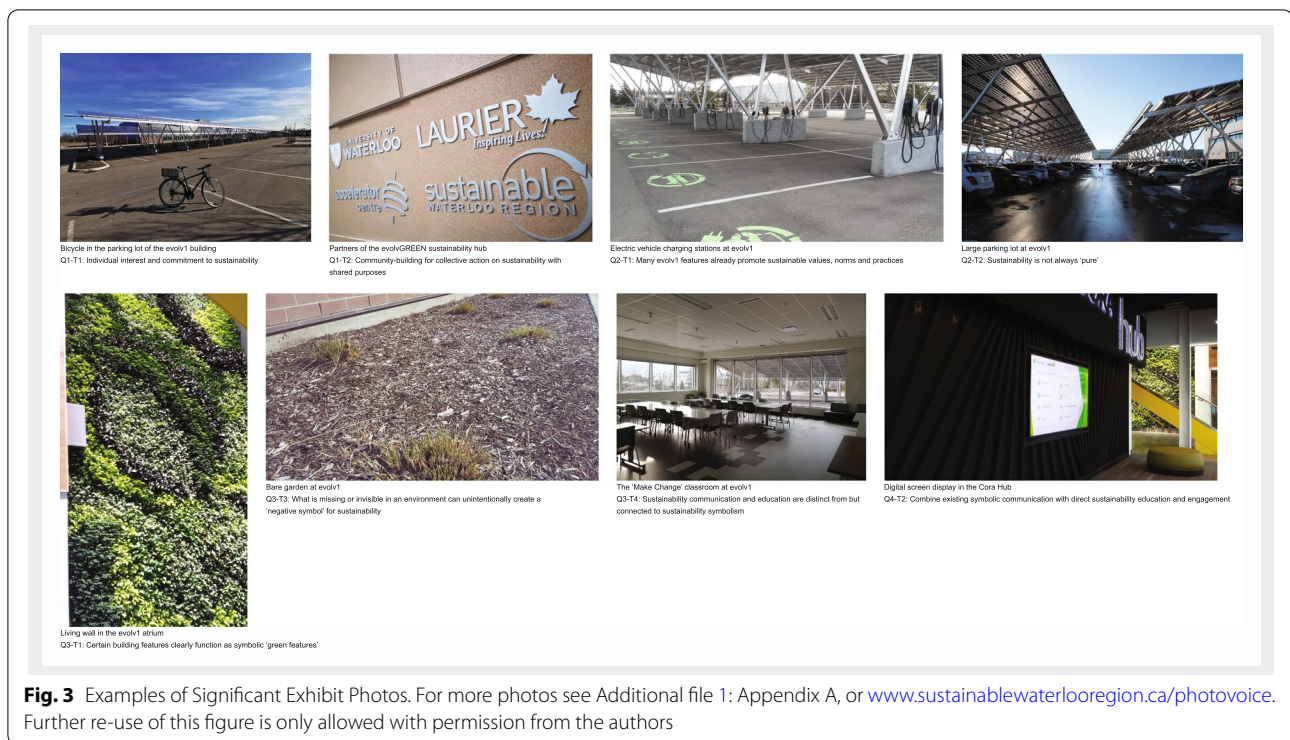 UNIVERSITY OF
WATERLOO
LAURIER
Inspiring Lives.
accelerator
centre
sustainable
WATERLOO REGION
Bicycle in the parking lot of the evolv1 building
Q1-T1: Individual interest and commitment to sustainability
Partners of the evolvGREEN sustainability hub
Q1-T2: Community-building for collective action on sustainability with
shared purposes
Electric vehicle charging stations at evolv1
Q2-T1: Many evolv1 features already promote sustainable values, norms and practices
Large parking lot at evolv1
Q2-T2: Sustainability is not always ‘pure’
Living wall in the evolv1 atrium
Q3-T1: Certain building features clearly function as symbolic ‘green features’
Bare garden at evolv1
Q3-T3: What is missing or invisible in an environment can unintentionally create a
‘negative symbol’ for sustainability
The ‘Make Change’ classroom at evolv1
Q3-T4: Sustainability communication and education are distinct from but
connected to sustainability symbolism
hub
Digital screen display in the Cora Hub
Q4-T2: Combine existing symbolic communication with direct sustainability education and engagement
Fig. 3 Examples of Significant Exhibit Photos. For more photos see Additional file 1: Appendix A, or www.sustainablewaterlooregion.ca/photovoice.
Further re-use of this figure is only allowed with permission from the authors